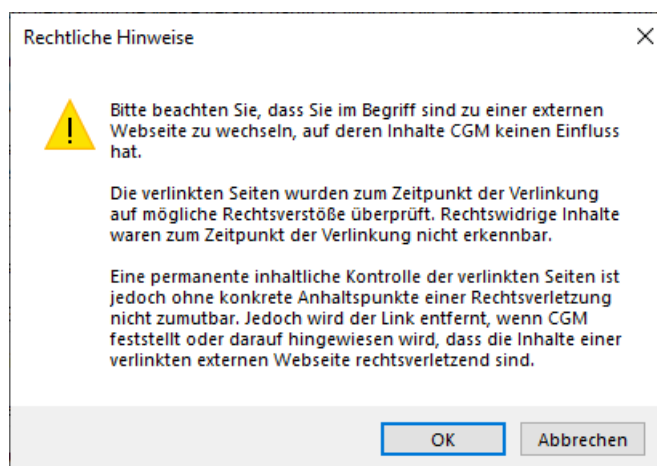 Rechtliche Hinweise
Bitte beachten Sie, dass Sie im Begriff sind zu einer externen
Webseite zu wechseln, auf deren Inhalte CGM keinen Einfluss
hat.
Die verlinkten Seiten wurden zum Zeitpunkt der Verlinkung
auf mögliche Rechtsverstöße überprüft. Rechtswidrige Inhalte
waren zum Zeitpunkt der Verlinkung nicht erkennbar.
Eine permanente inhaltliche Kontrolle der verlinkten Seiten ist
jedoch ohne konkrete Anhaltspunkte einer Rechtsverletzung
nicht zumutbar. Jedoch wird der Link entfernt, wenn CGM
feststellt oder darauf hingewiesen wird, dass die Inhalte einer
verlinkten externen Webseite rechtsverletzend sind.
OK Abbrechen